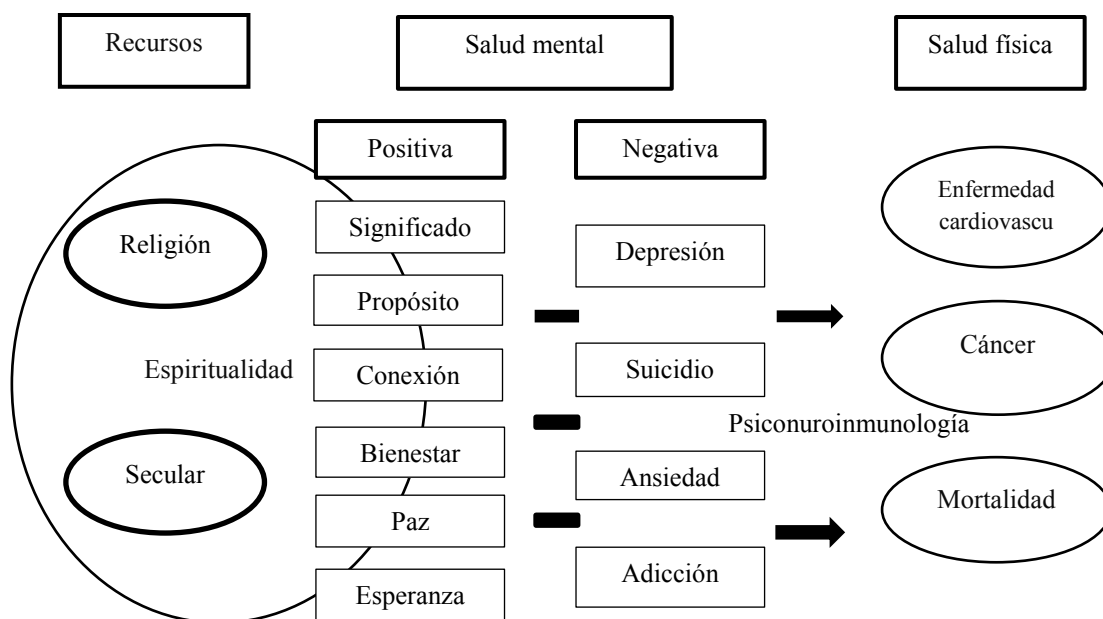 Recursos
Salud mental
Salud física
Positiva
Negativa
Religión
Espiritualidad
Secular
Significado
Propósito
Conexión
Bienestar
Paz
Esperanza
Depresión
Suicidio
Ansiedad
Adicción
Psiconuroinmunología
Enfermedad
cardiovascu
Cáncer
Mortalidad